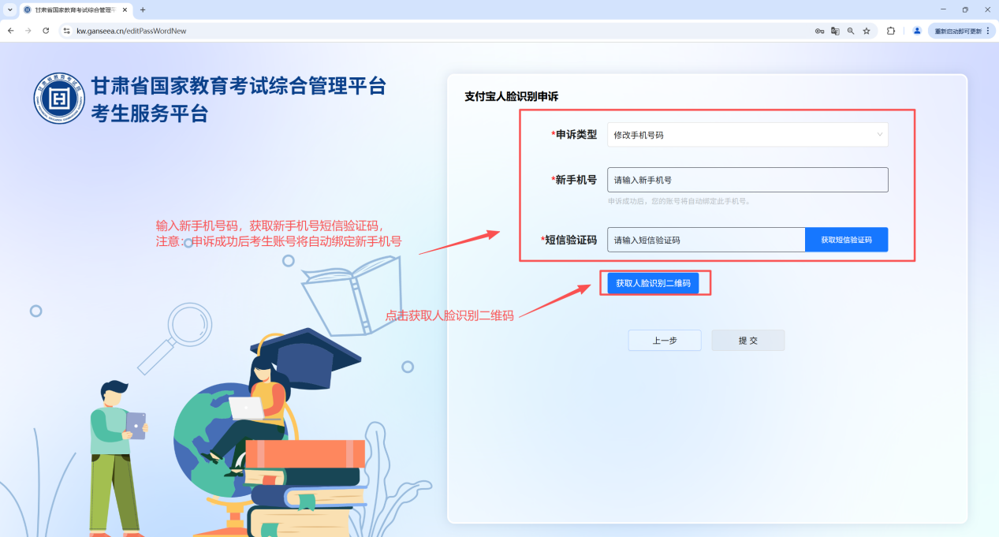 甘肃省国家教育考试综合管理平
kw.ganseea.cn/editPassWordNew
重新启动即可更新
甘肃省国家教育考试综合管理平台
考生服务平台
支付宝人脸识别申诉
*申诉类型 修改手机号码
*新手机号 请输入新手机号
申诉成功后，您的账号将自动绑定此手机号。
输入新手机号码，获取新手机号短信验证码，
注意：申诉成功后考生账号将自动绑定新手机号
*短信验证码 请输入短信验证码 获取短信验证码
获取人脸识别二维码
点击获取人脸识别二维码
上一步 提 交